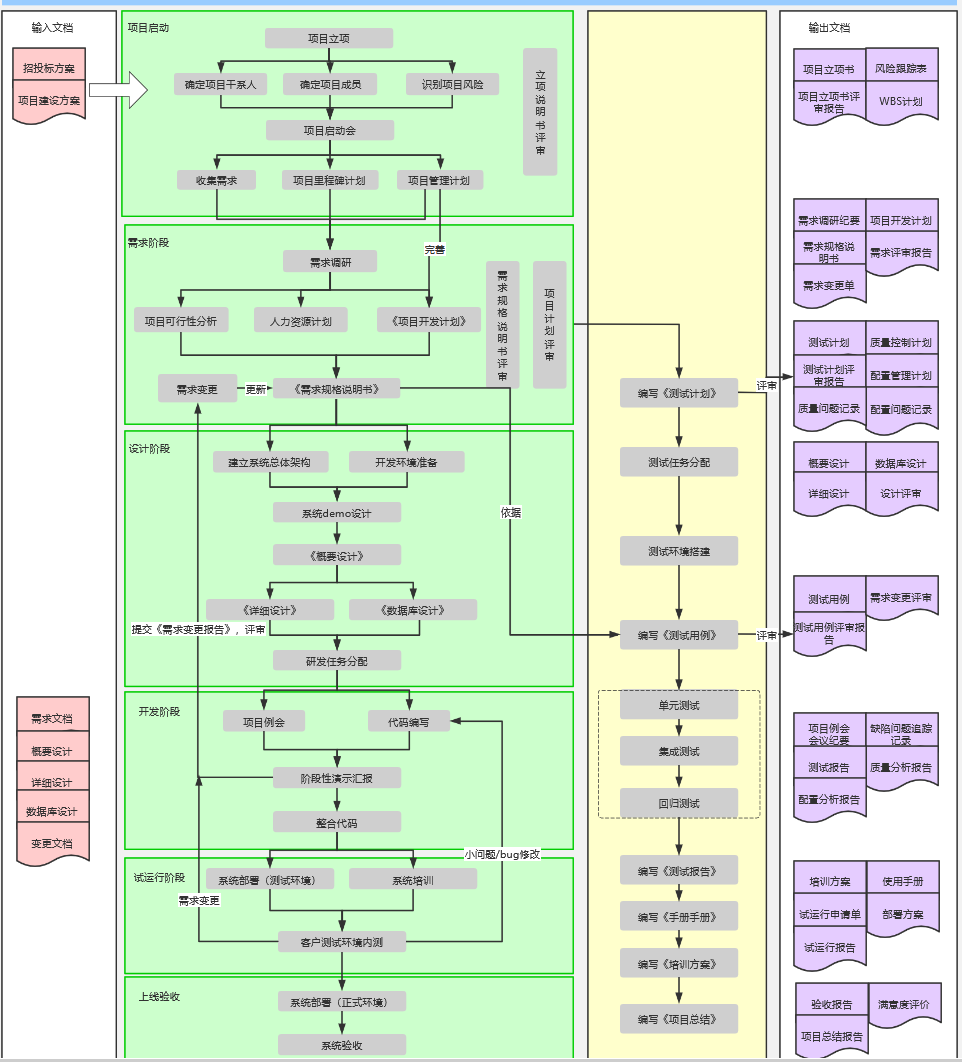 输入文档
招投标方案
项目建设方案
需求文档
概要设计
详细设计
数据库设计
变更文档
项目启动
项目立项
确定项目干系人
确定项目成员
识别项目风险
项目启动会
收集需求
项目里程碑计划
项目管理计划
立项说明书评审
需求阶段
完善
需求调研
项目可行性分析
人力资源计划
《项目开发计划》
需求规格说明书评审
项目计划评审
需求变更
更新
《需求规格说明书》
设计阶段
建立系统总体架构
开发环境准备
系统demo设计
依据
《概要设计》
《详细设计》
《数据库设计》
提交《需求变更报告》，评审
研发任务分配
开发阶段
项目例会
代码编写
阶段性演示汇报
整合代码
小问题/bug修改
试运行阶段
系统部署（测试环境）
系统培训
需求变更
客户测试环境内测
上线验收
系统部署（正式环境）
系统验收
编写《测试计划》
评审
测试任务分配
测试环境搭建
编写《测试用例》
评审
单元测试
集成测试
回归测试
编写《测试报告》
编写《手册手册》
编写《培训方案》
编写《项目总结》
输出文档
项目立项书
风险跟踪表
项目立项书评
审报告
WBS计划
需求调研纪要
项目开发计划
需求规格说
明书
需求评审报告
需求变更单
测试计划
质量控制计划
测试计划评
审报告
配置管理计划
质量问题记录
配置问题记录
概要设计
数据库设计
详细设计
设计评审
测试用例
需求变更评审
测试用例评审报
告
项目例会
会议纪要
缺陷问题追踪
记录
测试报告
质量分析报告
配置分析报告
培训方案
使用手册
试运行申请单
部署方案
试运行报告
验收报告
满意度评价
项目总结报告